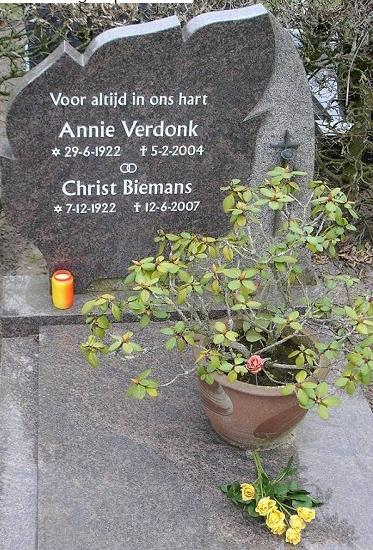 Voor altijd in ons hart
Annie Verdonk
✡ 29-6-1922 ✝ 5-2-2004
Christ Biemans
✡ 7-12-1922 ✝ 12-6-2007